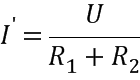 I' = U / (R₁ + R₂)